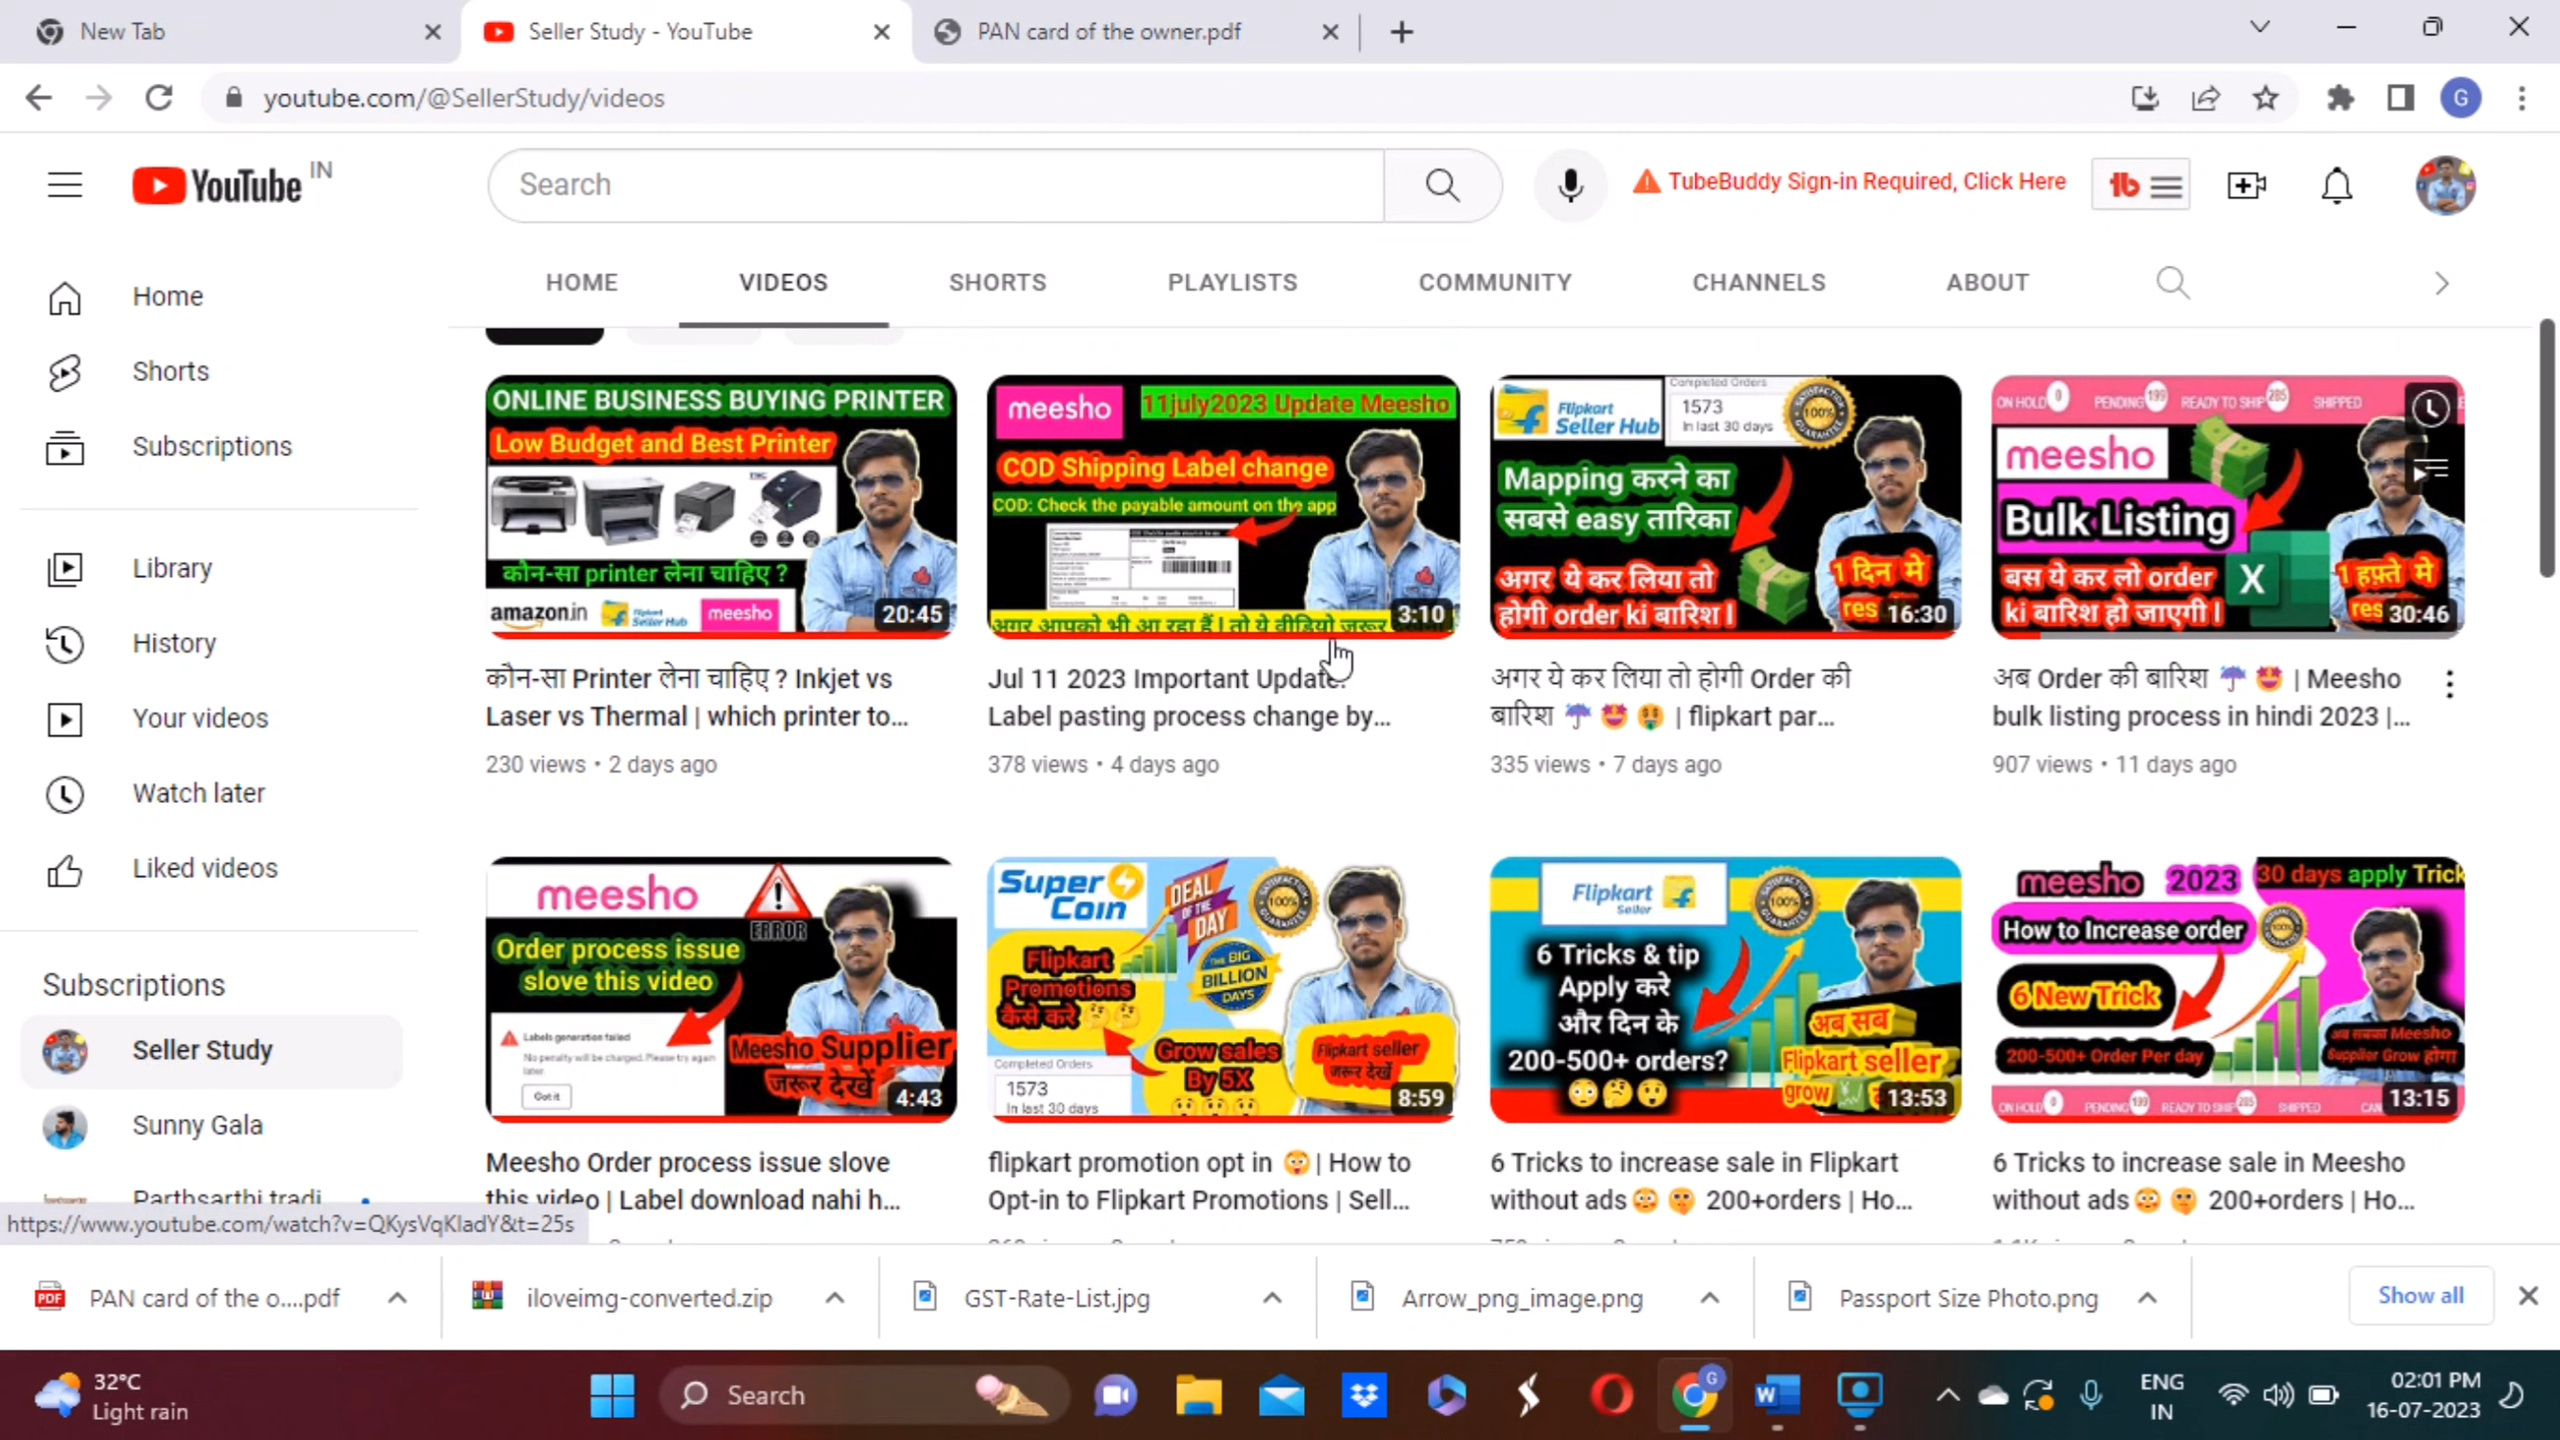 New Tab
Seller Study - YouTube
PAN card of the owner.pdf
youtube.com/@SellerStudy/videos
G
YouTube IN
Search
TubeBuddy Sign-in Required, Click Here
HOME
VIDEOS
SHORTS
PLAYLISTS
COMMUNITY
CHANNELS
ABOUT
Home
Shorts
Subscriptions
Library
History
Your videos
Watch later
Liked videos
Subscriptions
Seller Study
Sunny Gala
Parthsarthi tradi
ONLINE BUSINESS BUYING PRINTER
Low Budget and Best Printer
कौन-सा printer लेना चाहिए ?
amazon.in
Flipkart Seller Hub
meesho
20:45
कौन-सा Printer लेना चाहिए ? Inkjet vs
Laser vs Thermal | which printer to...
230 views • 2 days ago
meesho
11july2023 Update Meesho
COD Shipping Label change
COD: Check the payable amount on the app
अगर आपको भी आ रहा हैं । तो ये वीडियो जरूर
3:10
Jul 11 2023 Important Update:
Label pasting process change by...
378 views • 4 days ago
Flipkart
Seller Hub
Completed Orders
1573
In last 30 days
100%
Mapping करने का
सबसे easy तारिका
अगर ये कर लिया तो
होगी order ki बारिश ।
1 दिन मे
res
16:30
अगर ये कर लिया तो होगी Order की
बारिश ☔ 🤩 🤑 | flipkart par...
335 views • 7 days ago
ON HOLD 0
PENDING 199
READY TO SHIP 285
SHIPPED
meesho
Bulk Listing
बस ये कर लो order
ki बारिश हो जाएगी ।
X
1 हफ़्ते मे
res
30:46
अब Order की बारिश ☔ 🤩 | Meesho
bulk listing process in hindi 2023 |...
907 views • 11 days ago
meesho
ERROR
Order process issue
slove this video
Labels generation failed
No penalty will be charged. Please try again
later.
Got it
Meesho Supplier
जरूर देखें
4:43
Meesho Order process issue slove
this video | Label download nahi h...
Super
Coin
DEAL
OF THE
DAY
100%
THE BIG
BILLION
DAYS
Flipkart
Promotions
कैसे करे 🤔🤔
Completed Orders
1573
In last 30 days
Grow sales
By 5X
Flipkart seller
जरूर देखें
8:59
flipkart promotion opt in 😳 | How to
Opt-in to Flipkart Promotions | Sell...
Flipkart
Seller
100%
6 Tricks & tip
Apply करे
और दिन के
200-500+ orders?
अब सब
Flipkart seller
grow
13:53
6 Tricks to increase sale in Flipkart
without ads 😳 🤫 200+orders | Ho...
meesho 2023 30 days apply Trick
How to Increase order
6 New Trick
200-500+ Order Per day
अब सबका Meesho
Supplier Grow होगा
ON HOLD 0
PENDING 199
READY TO SHIP 285
SHIPPED
CAN
13:15
6 Tricks to increase sale in Meesho
without ads 😳 🤫 200+orders | Ho...
https://www.youtube.com/watch?v=QKysVqKladY&t=25s
PAN card of the o....pdf
iloveimg-converted.zip
GST-Rate-List.jpg
Arrow_png_image.png
Passport Size Photo.png
Show all
32°C
Light rain
Search
ENG
IN
02:01 PM
16-07-2023